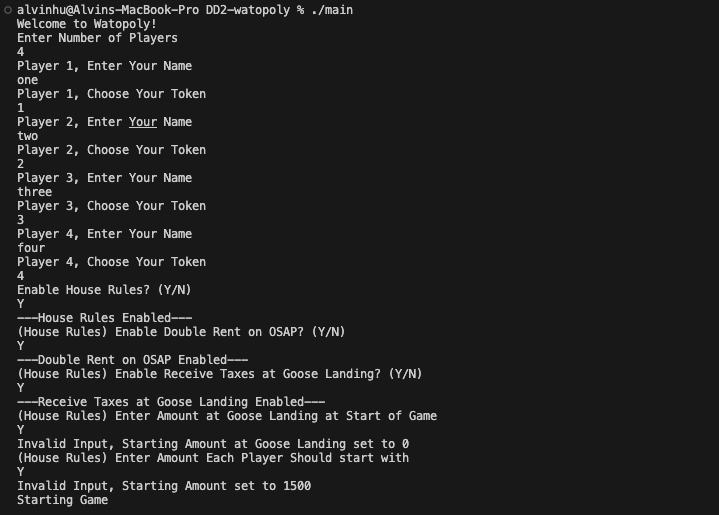 alvinhu@Alvins-MacBook-Pro DD2-watopoly % ./main
Welcome to Watopoly!
Enter Number of Players
4
Player 1, Enter Your Name
one
Player 1, Choose Your Token
1
Player 2, Enter Your Name
two
Player 2, Choose Your Token
2
Player 3, Enter Your Name
three
Player 3, Choose Your Token
3
Player 4, Enter Your Name
four
Player 4, Choose Your Token
4
Enable House Rules? (Y/N)
Y
---House Rules Enabled---
(House Rules) Enable Double Rent on OSAP? (Y/N)
Y
---Double Rent on OSAP Enabled---
(House Rules) Enable Receive Taxes at Goose Landing? (Y/N)
Y
---Receive Taxes at Goose Landing Enabled---
(House Rules) Enter Amount at Goose Landing at Start of Game
Y
Invalid Input, Starting Amount at Goose Landing set to 0
(House Rules) Enter Amount Each Player Should start with
Y
Invalid Input, Starting Amount set to 1500
Starting Game